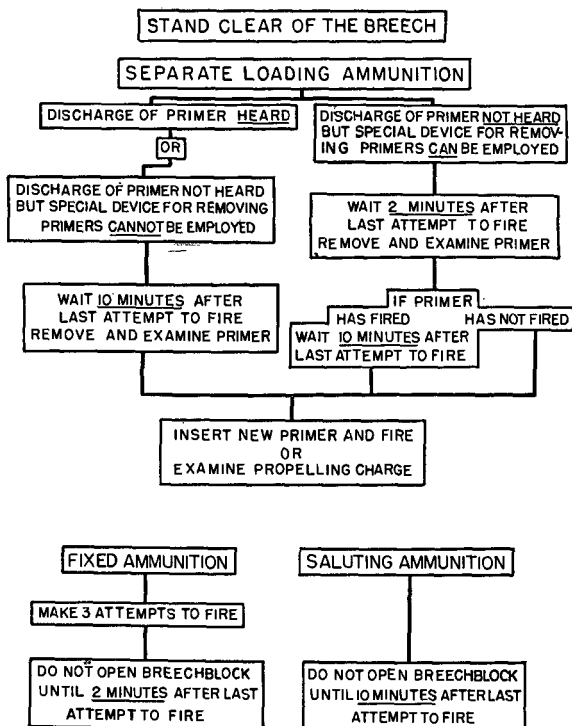 STAND CLEAR OF THE BREECH
SEPARATE LOADING AMMUNITION
DISCHARGE OF PRIMER HEARD
OR
DISCHARGE OF PRIMER NOT HEARD
BUT SPECIAL DEVICE FOR REMOVING
PRIMERS CANNOT BE EMPLOYED
WAIT 10 MINUTES AFTER
LAST ATTEMPT TO FIRE
REMOVE AND EXAMINE PRIMER
DISCHARGE OF PRIMER NOT HEARD
BUT SPECIAL DEVICE FOR REMOV-
ING PRIMERS CAN BE EMPLOYED
WAIT 2 MINUTES AFTER
LAST ATTEMPT TO FIRE
REMOVE AND EXAMINE PRIMER
IF PRIMER
HAS FIRED HAS NOT FIRED
WAIT 10 MINUTES AFTER
LAST ATTEMPT TO FIRE
INSERT NEW PRIMER AND FIRE
OR
EXAMINE PROPELLING CHARGE
FIXED AMMUNITION
MAKE 3 ATTEMPTS TO FIRE
DO NOT OPEN BREECHBLOCK
UNTIL 2 MINUTES AFTER LAST
ATTEMPT TO FIRE
SALUTING AMMUNITION
DO NOT OPEN BREECHBLOCK
UNTIL 10 MINUTES AFTER LAST
ATTEMPT TO FIRE